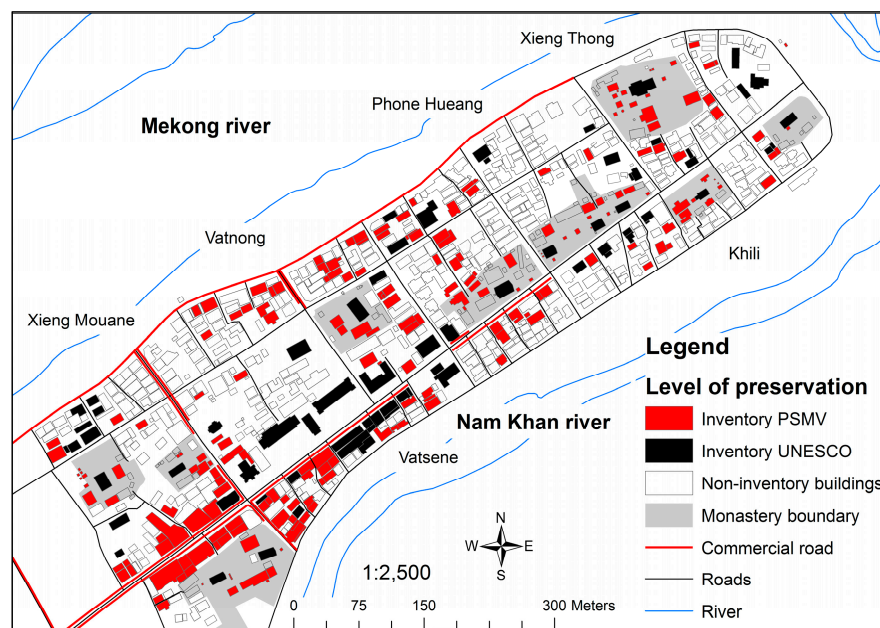 Xieng Thong
Phone Hueang
Mekong river
Vatnong
Khili
Xieng Mouane
Nam Khan river
Vatsene
Legend
Level of preservation
Inventory PSMV
Inventory UNESCO
Non-inventory buildings
Monastery boundary
Commercial road
Roads
River
N
W E
S
1:2,500
0 75 150 300 Meters